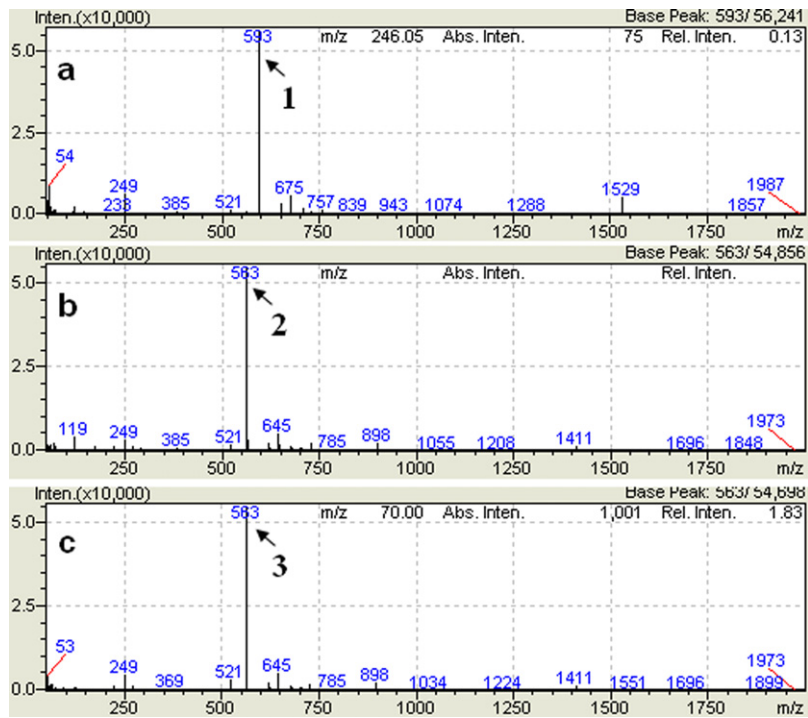 Inten.(x10,000) Base Peak: 593/ 56,241
5.0 593 m/z 246.05 Abs. Inten. 75 Rel. Inten. 0.13
a
1
2.5
54
249 675 1529 1987
233 385 521 757 839 943 1074 1288 1857
0.0
250 500 750 1000 1250 1500 1750 m/z
Inten.(x10,000) Base Peak: 563/ 54,856
5.0 563 m/z Abs. Inten. Rel. Inten.
b
2
2.5
119 249 645 898 1973
385 521 785 1055 1208 1411 1696 1848
0.0
250 500 750 1000 1250 1500 1750 m/z
Inten.(x10,000) Base Peak: 563/ 54,698
5.0 563 m/z 70.00 Abs. Inten. 1,001 Rel. Inten. 1.83
c
3
2.5
53
249 645 898 1973
369 521 785 1034 1224 1411 1551 1696 1899
0.0
250 500 750 1000 1250 1500 1750 m/z